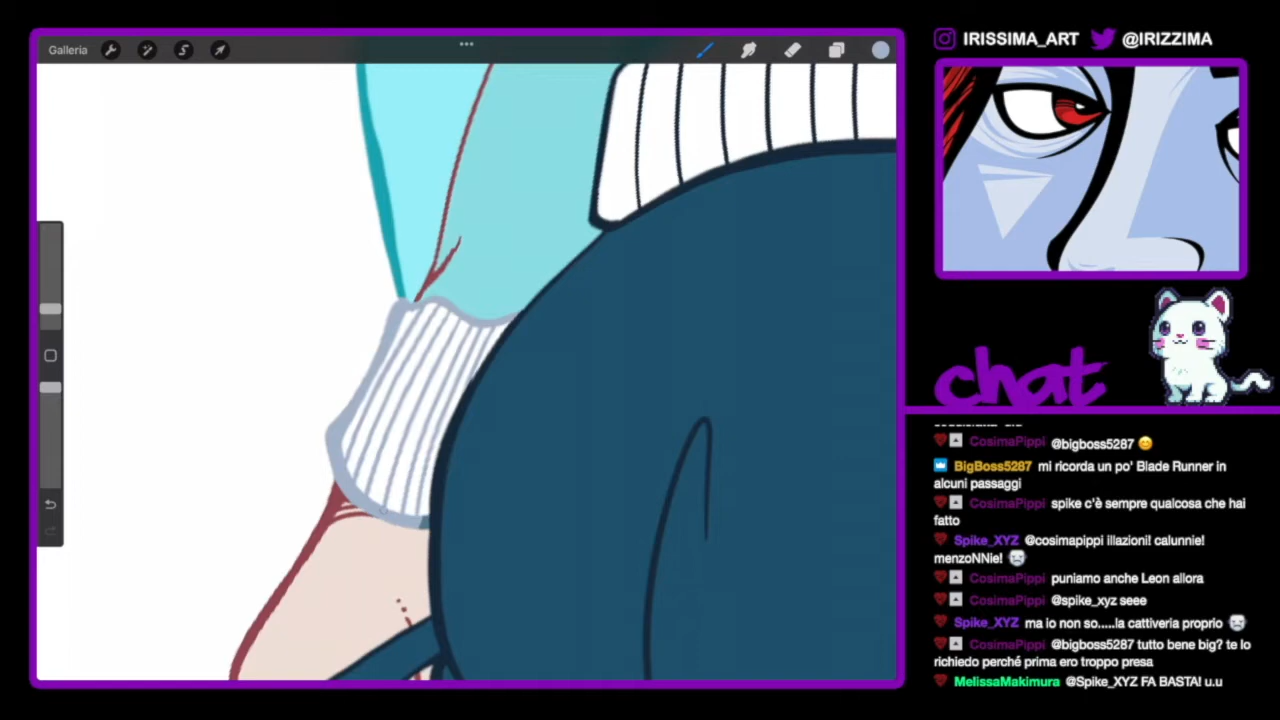 Galleria
IRISSIMA_ART @IRIZZIMA
chat
CosimaPippi @bigboss5287
BigBoss5287 mi ricorda un po' Blade Runner in
alcuni passaggi
CosimaPippi spike c'è sempre qualcosa che hai
fatto
Spike_XYZ @cosimapippi illazioni! calunnie!
menzoNNie!
CosimaPippi puniamo anche Leon allora
CosimaPippi @spike_xyz seee
Spike_XYZ ma io non so.....la cattiveria proprio
CosimaPippi @bigboss5287 tutto bene big? te lo
richiedo perché prima ero troppo presa
MelissaMakimura @Spike_XYZ FA BASTA! u.u